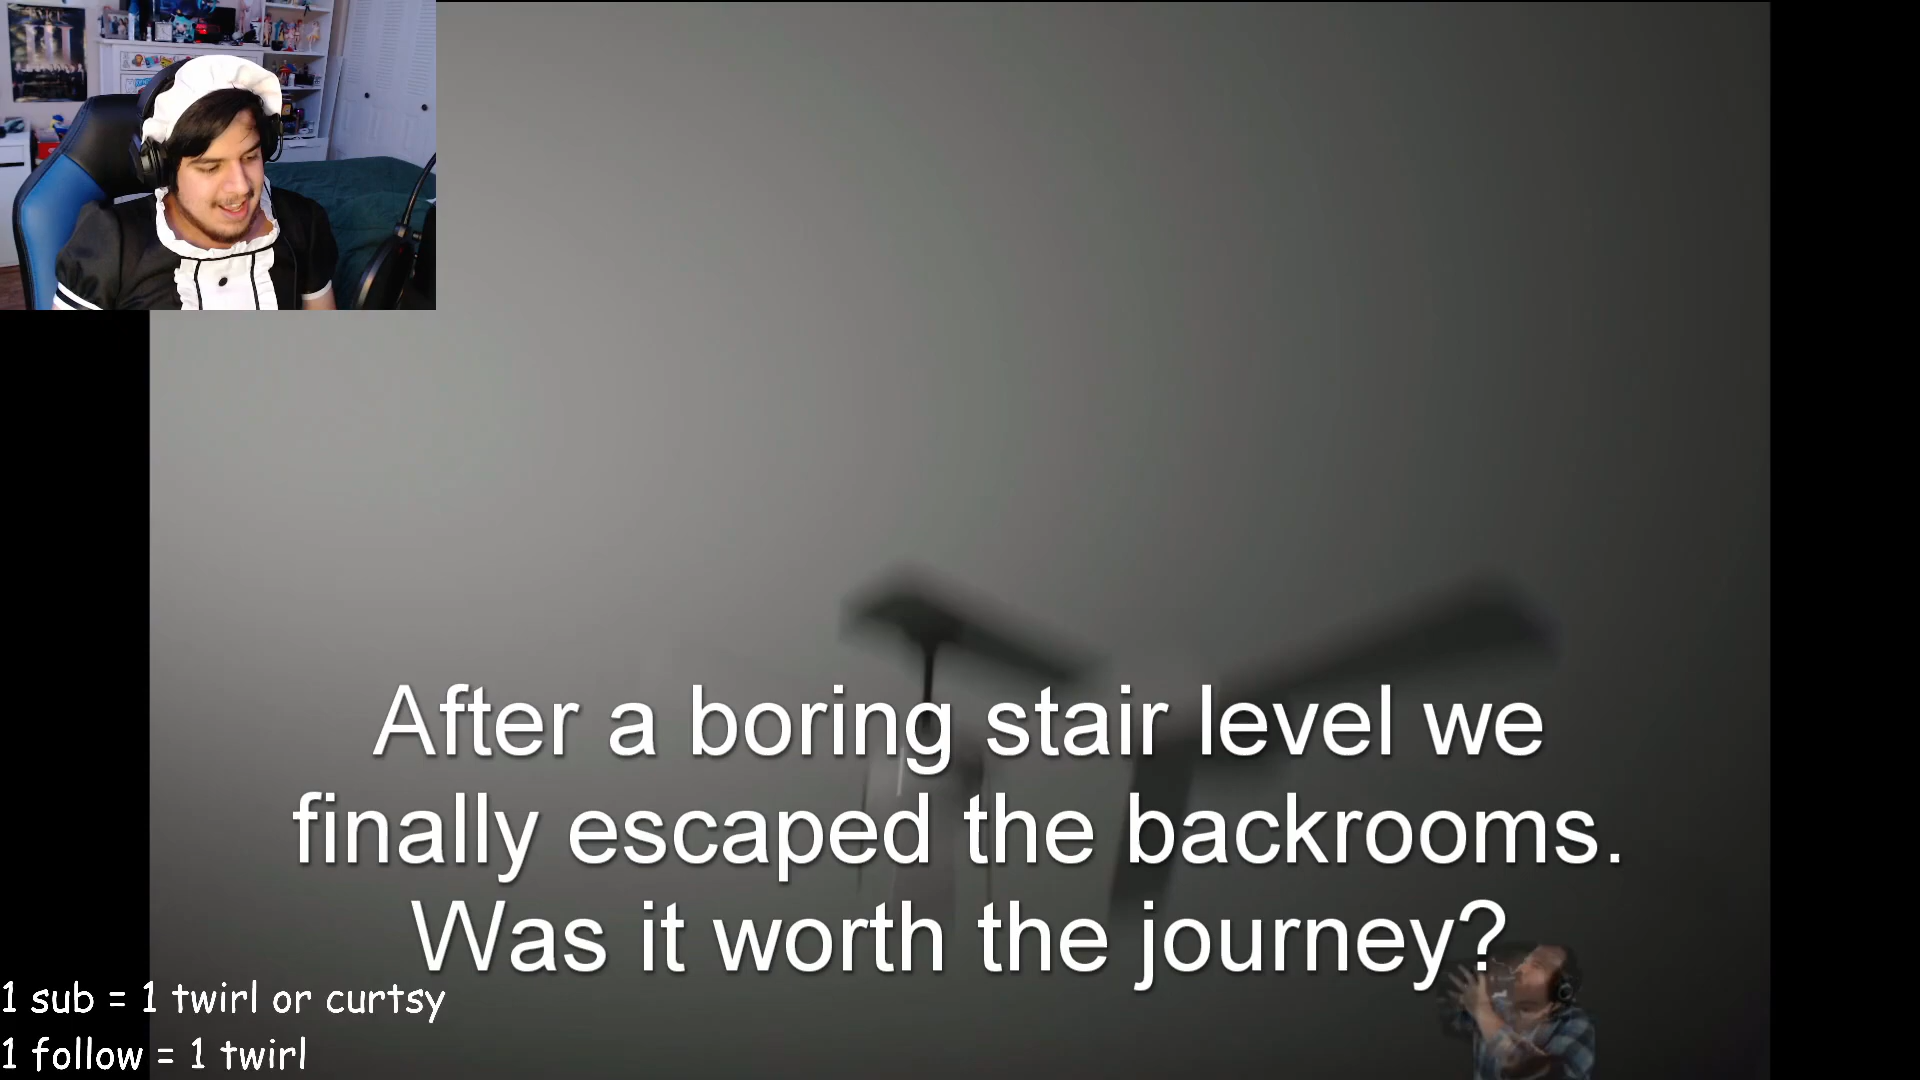 After a boring stair level we
finally escaped the backrooms.
Was it worth the journey?
1 sub = 1 twirl or curtsy
1 follow = 1 twirl